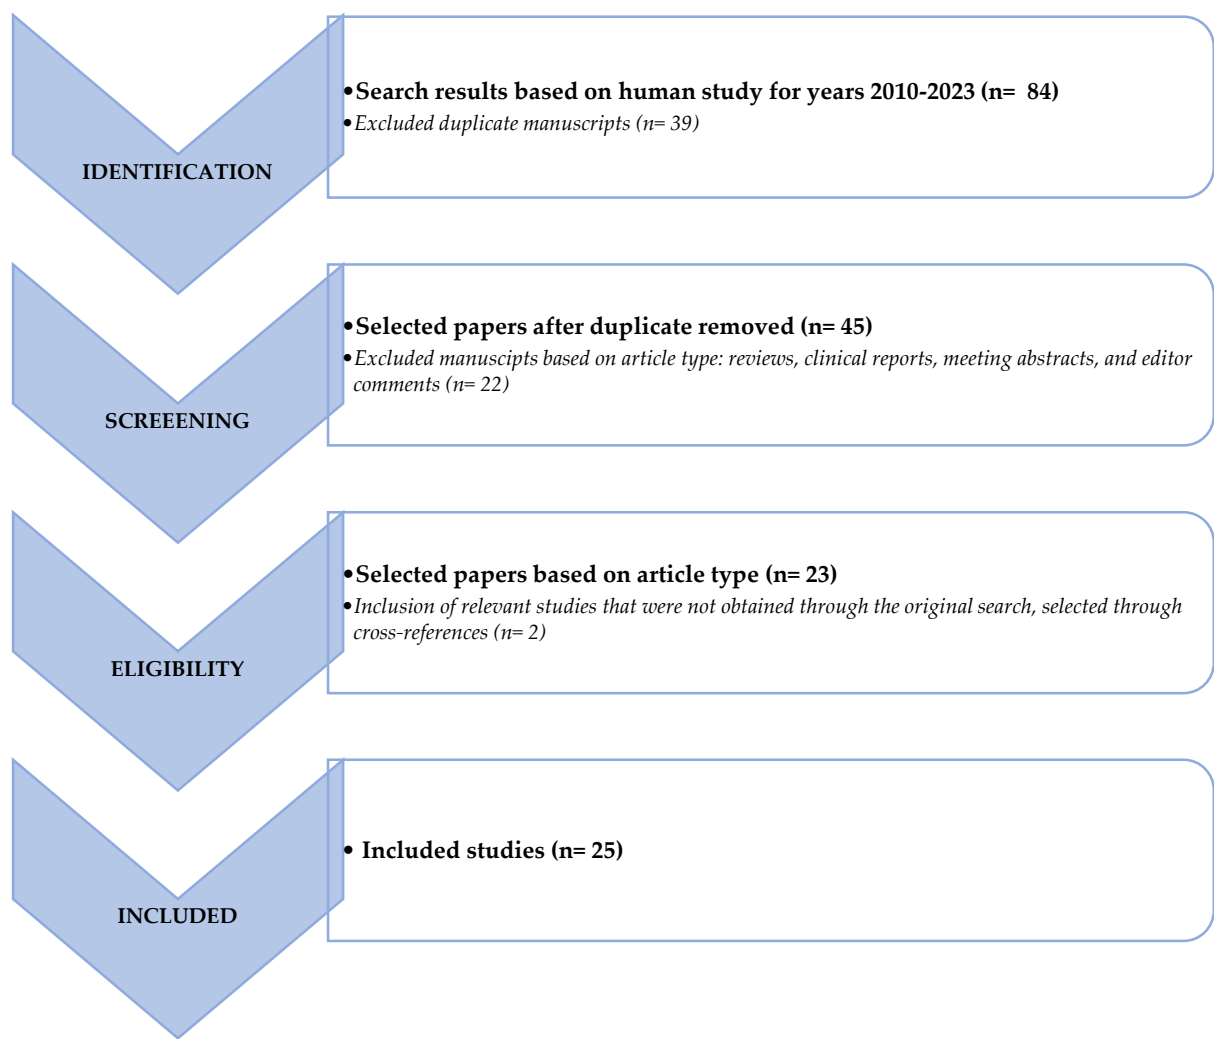 •Search results based on human study for years 2010-2023 (n=  84)
•Excluded duplicate manuscripts (n= 39)
IDENTIFICATION
•Selected papers after duplicate removed (n= 45)
•Excluded manuscipts based on article type: reviews, clinical reports, meeting abstracts, and editor
comments (n= 22)
SCREEENING
•Selected papers based on article type (n= 23)
•Inclusion of relevant studies that were not obtained through the original search, selected through
cross-references (n= 2)
ELIGIBILITY
• Included studies (n= 25)
INCLUDED